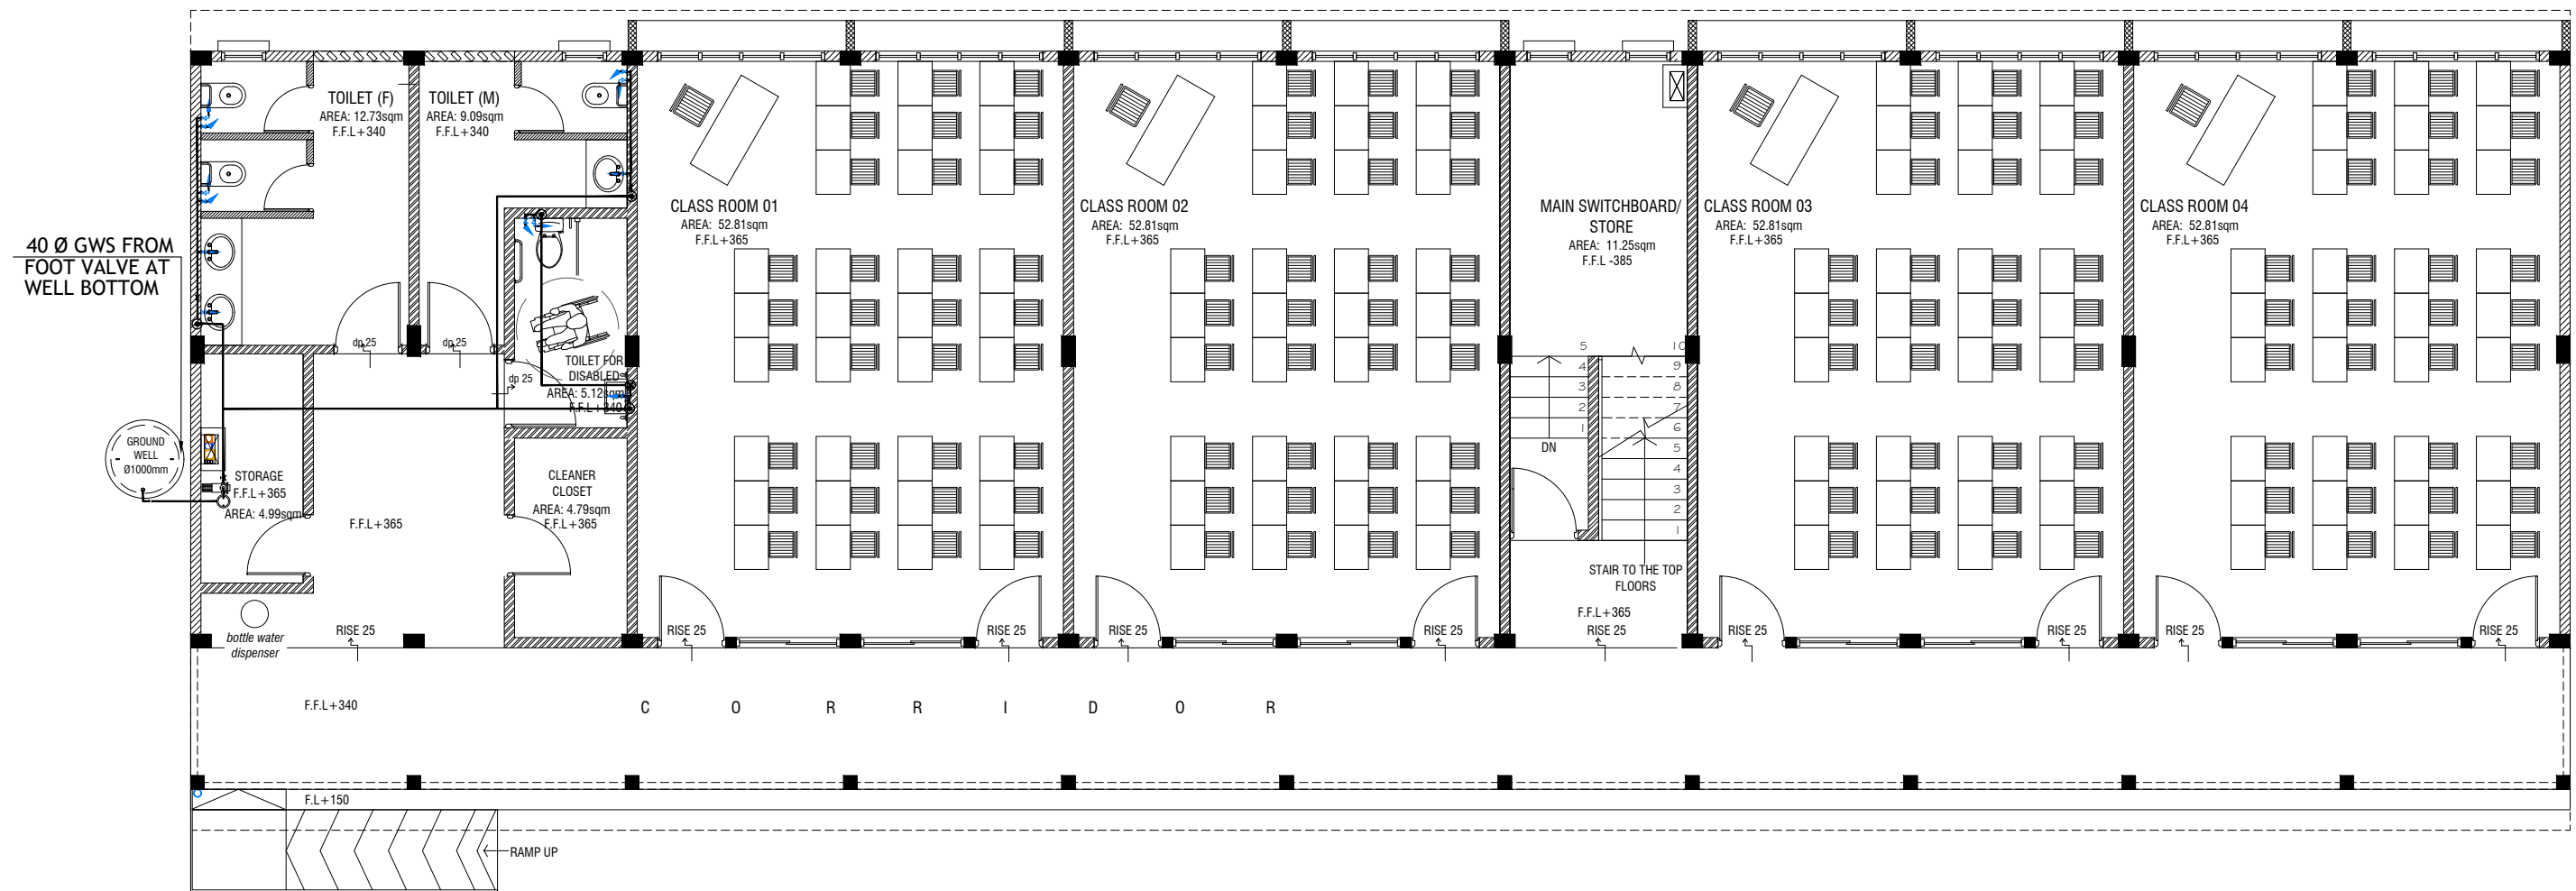 40 Ø GWS FROM
FOOT VALVE AT
WELL BOTTOM
TOILET (F)
AREA: 12.73sqm
F.F.L+340
TOILET (M)
AREA: 9.09sqm
F.F.L+340
dp 25
dp 25
dp 25
TOILET FOR
DISABLED
AREA: 5.12sqm
F.F.L+340
GROUND
WELL
Ø1000mm
STORAGE
F.F.L+365
AREA: 4.99sqm
F.F.L+365
CLEANER
CLOSET
AREA: 4.79sqm
F.F.L+365
bottle water
dispenser
RISE 25
CLASS ROOM 01
AREA: 52.81sqm
F.F.L+365
RISE 25
RISE 25
CLASS ROOM 02
AREA: 52.81sqm
F.F.L+365
RISE 25
RISE 25
MAIN SWITCHBOARD/
STORE
AREA: 11.25sqm
F.F.L -385
5
4
3
2
1
DN
10
9
8
7
6
5
4
3
2
1
STAIR TO THE TOP
FLOORS
F.F.L+365
RISE 25
CLASS ROOM 03
AREA: 52.81sqm
F.F.L+365
RISE 25
RISE 25
CLASS ROOM 04
AREA: 52.81sqm
F.F.L+365
RISE 25
RISE 25
F.F.L+340
C O R R I D O R
F.L+150
RAMP UP